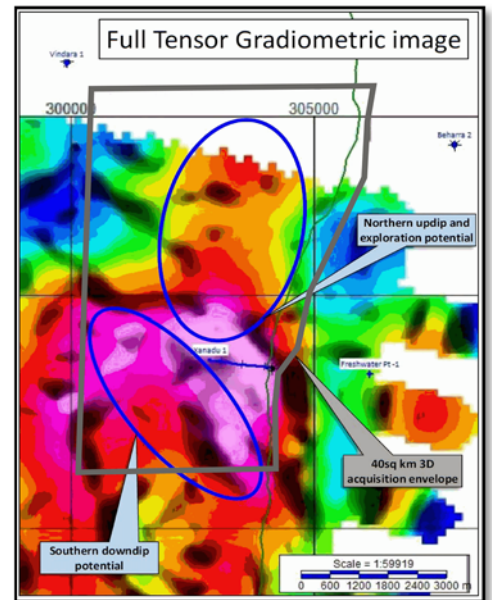 Full Tensor Gradiometric image
Vindara 1
300000
305000
Beharra 2
Northern updip and
exploration potential
Xanadu 1
Freshwater Pt-1
40sq km 3D
acquisition envelope
Southern downdip
potential
Scale = 1:59919
0 600 1200 1800 2400 3000 m